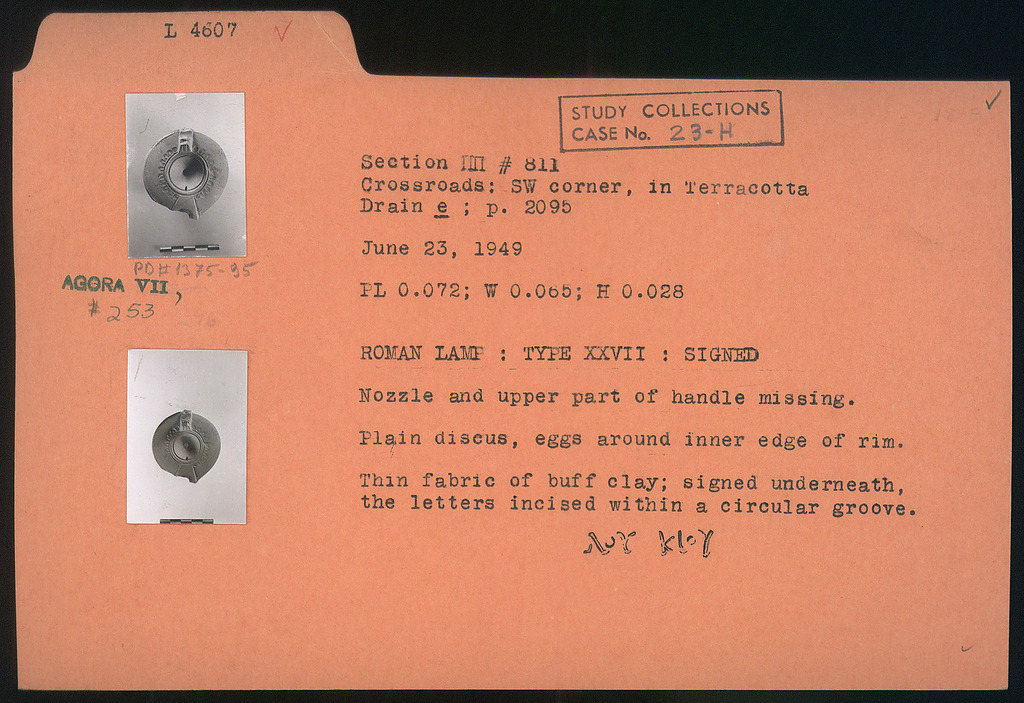 L 4607
STUDY COLLECTIONS
CASE No. 23-H
Section ΠΠ # 811
Crossroads: SW corner, in Terracotta
Drain e ; p. 2095
June 23, 1949
PD# 1375-95
AGORA VII,
# 253
PL 0.072; W 0.065; H 0.028
ROMAN LAMP : TYPE XXVII : SIGNED
Nozzle and upper part of handle missing.
Plain discus, eggs around inner edge of rim.
Thin fabric of buff clay; signed underneath,
the letters incised within a circular groove.